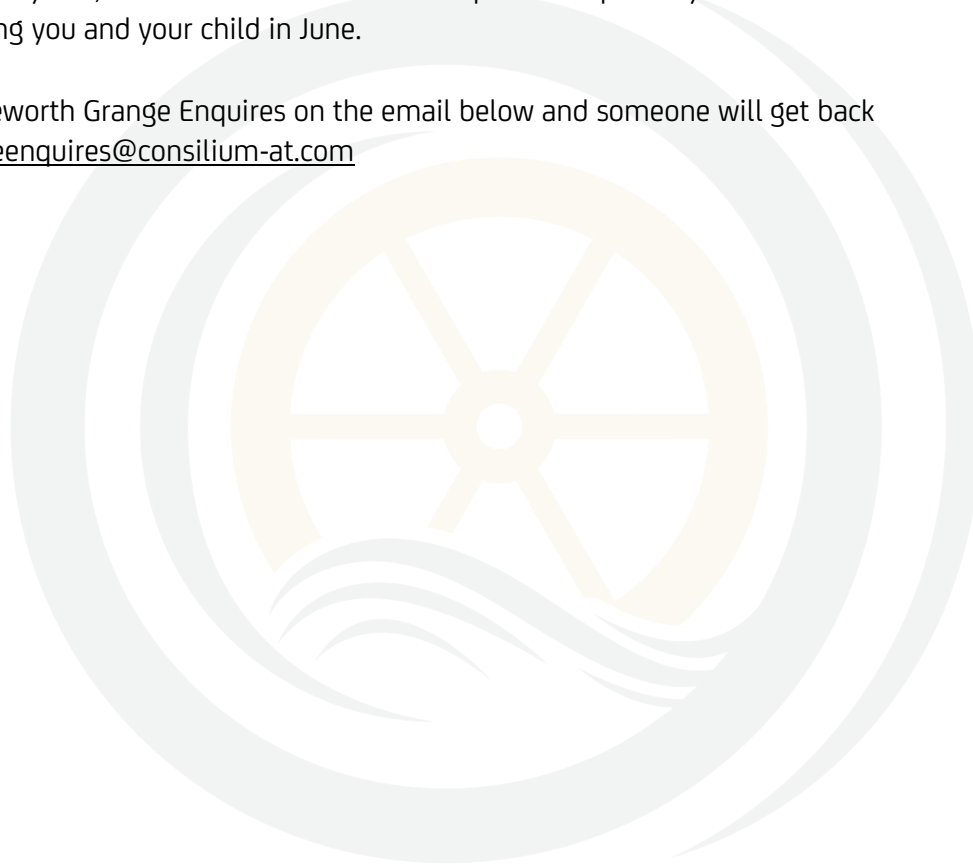 ng you and your child in June.
eworth Grange Enquires on the email below and someone will get back
eenquires@consilium-at.com